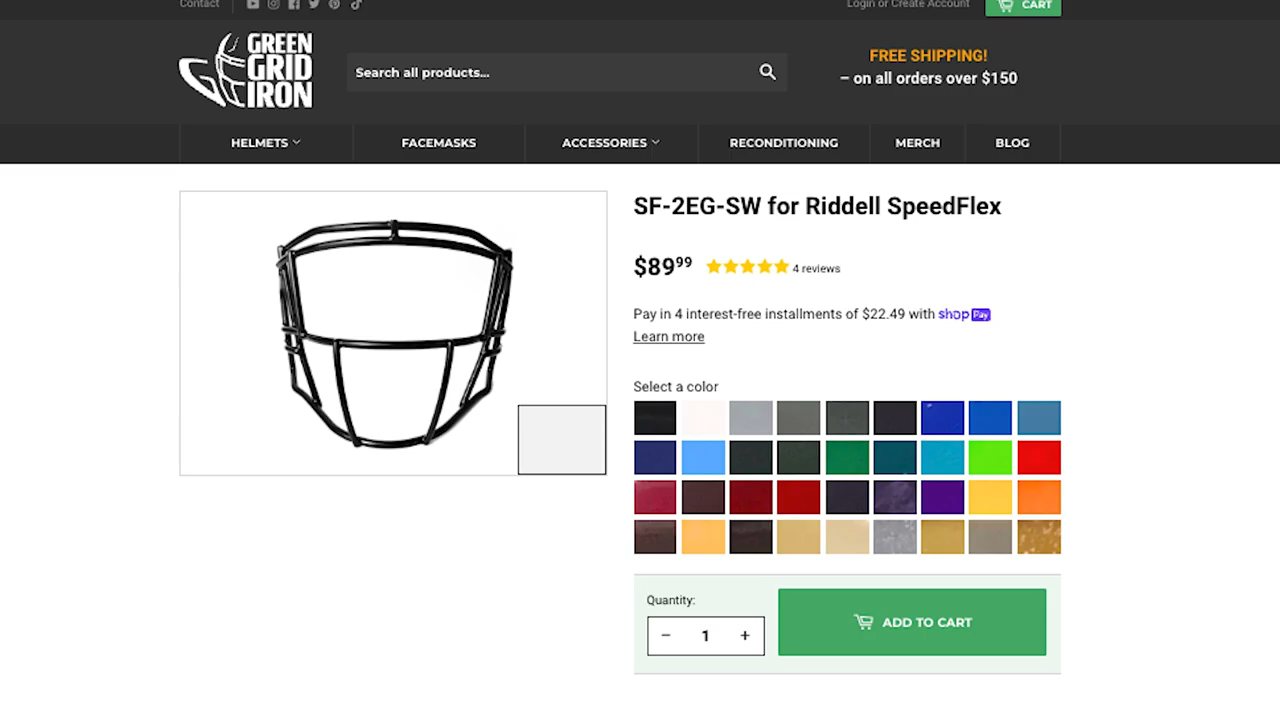 Contact
Login or Create Account
CART
GREEN
GRID
IRON
Search all products...
FREE SHIPPING!
– on all orders over $150
HELMETS
FACEMASKS
ACCESSORIES
RECONDITIONING
MERCH
BLOG
SF-2EG-SW for Riddell SpeedFlex
$89.99 4 reviews
Pay in 4 interest-free installments of $22.49 with shop Pay
Learn more
Select a color
Quantity:
− 1 +
ADD TO CART